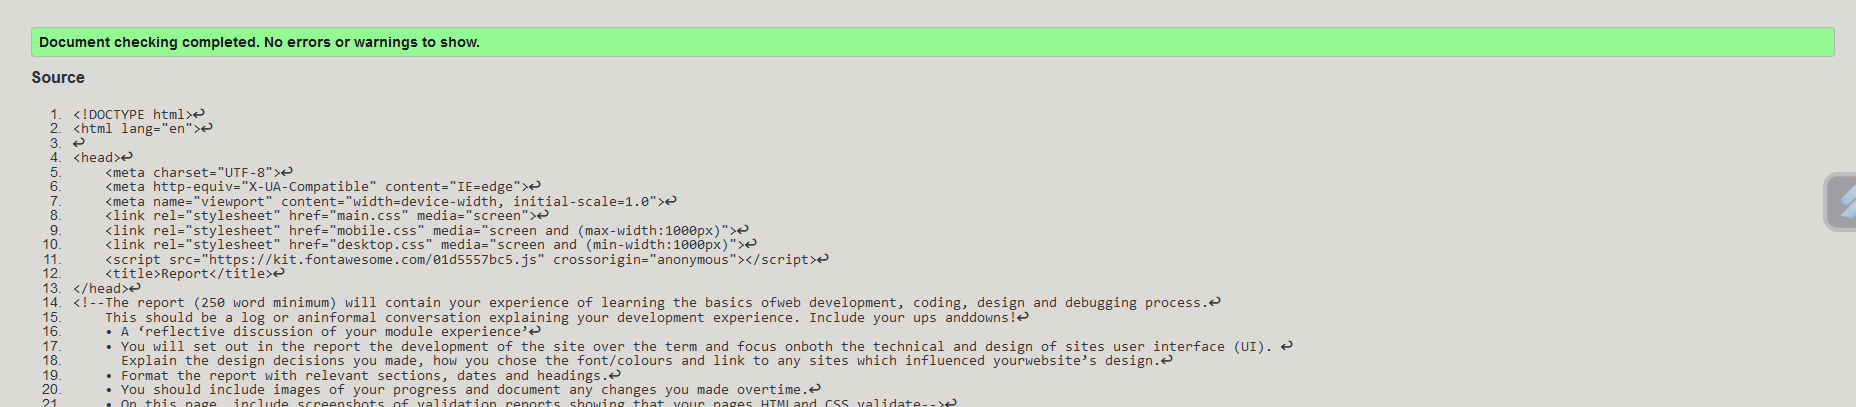 Document checking completed. No errors or warnings to show.
Source
1. <!DOCTYPE html>↩
2. <html lang="en">↩
3. ↩
4. <head>↩
5.     <meta charset="UTF-8">↩
6.     <meta http-equiv="X-UA-Compatible" content="IE=edge">↩
7.     <meta name="viewport" content="width=device-width, initial-scale=1.0">↩
8.     <link rel="stylesheet" href="main.css" media="screen">↩
9.     <link rel="stylesheet" href="mobile.css" media="screen and (max-width:1000px)">↩
10.     <link rel="stylesheet" href="desktop.css" media="screen and (min-width:1000px)">↩
11.     <script src="https://kit.fontawesome.com/01d5557bc5.js" crossorigin="anonymous"></script>↩
12.     <title>Report</title>↩
13. </head>↩
14. <!--The report (250 word minimum) will contain your experience of learning the basics ofweb development, coding, design and debugging process.↩
15.     This should be a log or aninformal conversation explaining your development experience. Include your ups anddowns!↩
16.     • A ‘reflective discussion of your module experience’↩
17.     • You will set out in the report the development of the site over the term and focus onboth the technical and design of sites user interface (UI). ↩
18.       Explain the design decisions you made, how you chose the font/colours and link to any sites which influenced yourwebsite’s design.↩
19.     • Format the report with relevant sections, dates and headings.↩
20.     • You should include images of your progress and document any changes you made overtime.↩
21.     • On this page, include screenshots of validation reports showing that your pages HTMLand CSS validate-->↩